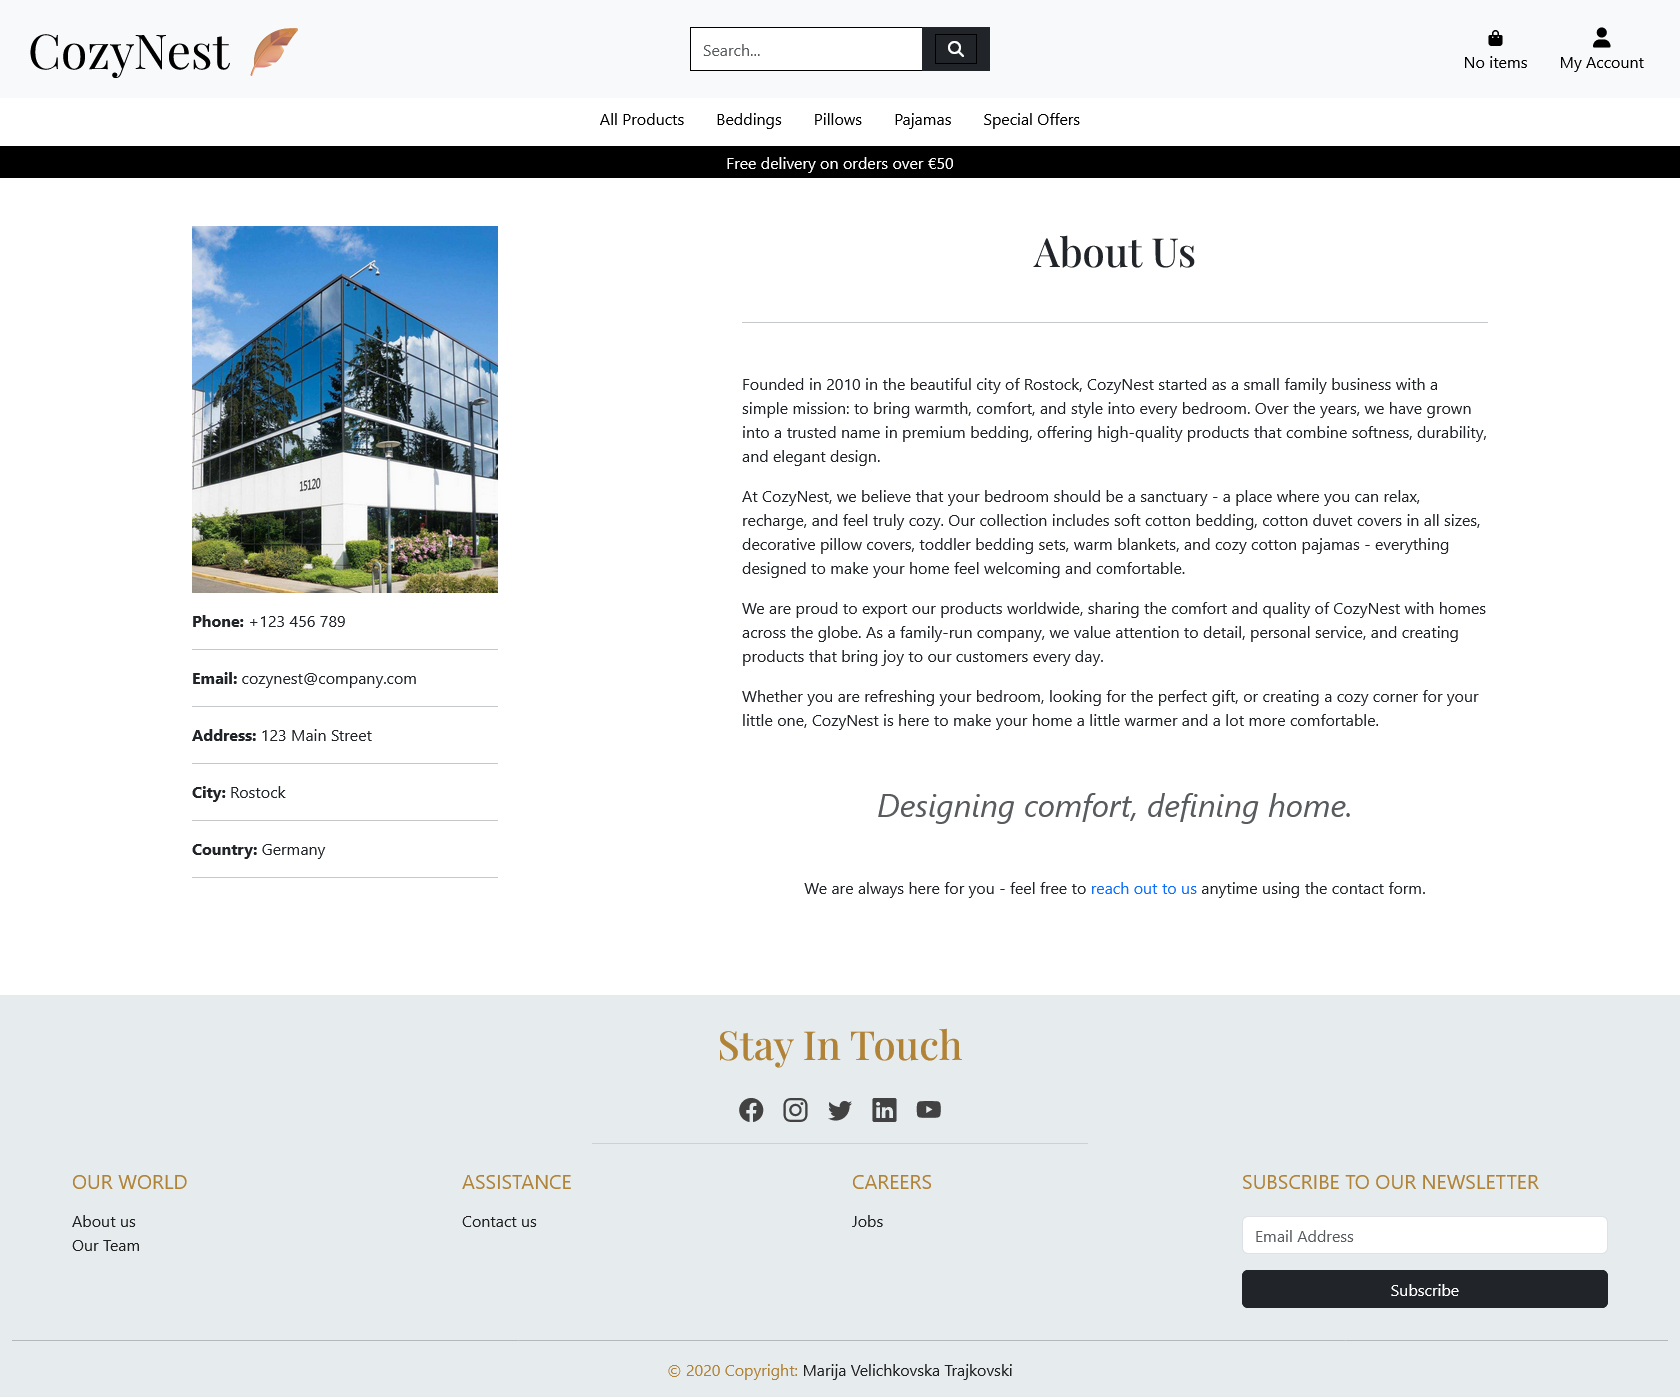 CozyNest
Search...
No items
My Account
All Products Beddings Pillows Pajamas Special Offers
Free delivery on orders over €50
15120
Phone: +123 456 789
Email: cozynest@company.com
Address: 123 Main Street
City: Rostock
Country: Germany
About Us
Founded in 2010 in the beautiful city of Rostock, CozyNest started as a small family business with a
simple mission: to bring warmth, comfort, and style into every bedroom. Over the years, we have grown
into a trusted name in premium bedding, offering high-quality products that combine softness, durability,
and elegant design.
At CozyNest, we believe that your bedroom should be a sanctuary - a place where you can relax,
recharge, and feel truly cozy. Our collection includes soft cotton bedding, cotton duvet covers in all sizes,
decorative pillow covers, toddler bedding sets, warm blankets, and cozy cotton pajamas - everything
designed to make your home feel welcoming and comfortable.
We are proud to export our products worldwide, sharing the comfort and quality of CozyNest with homes
across the globe. As a family-run company, we value attention to detail, personal service, and creating
products that bring joy to our customers every day.
Whether you are refreshing your bedroom, looking for the perfect gift, or creating a cozy corner for your
little one, CozyNest is here to make your home a little warmer and a lot more comfortable.
Designing comfort, defining home.
We are always here for you - feel free to reach out to us anytime using the contact form.
Stay In Touch
OUR WORLD
About us
Our Team
ASSISTANCE
Contact us
CAREERS
Jobs
SUBSCRIBE TO OUR NEWSLETTER
Email Address
Subscribe
© 2020 Copyright: Marija Velichkovska Trajkovski